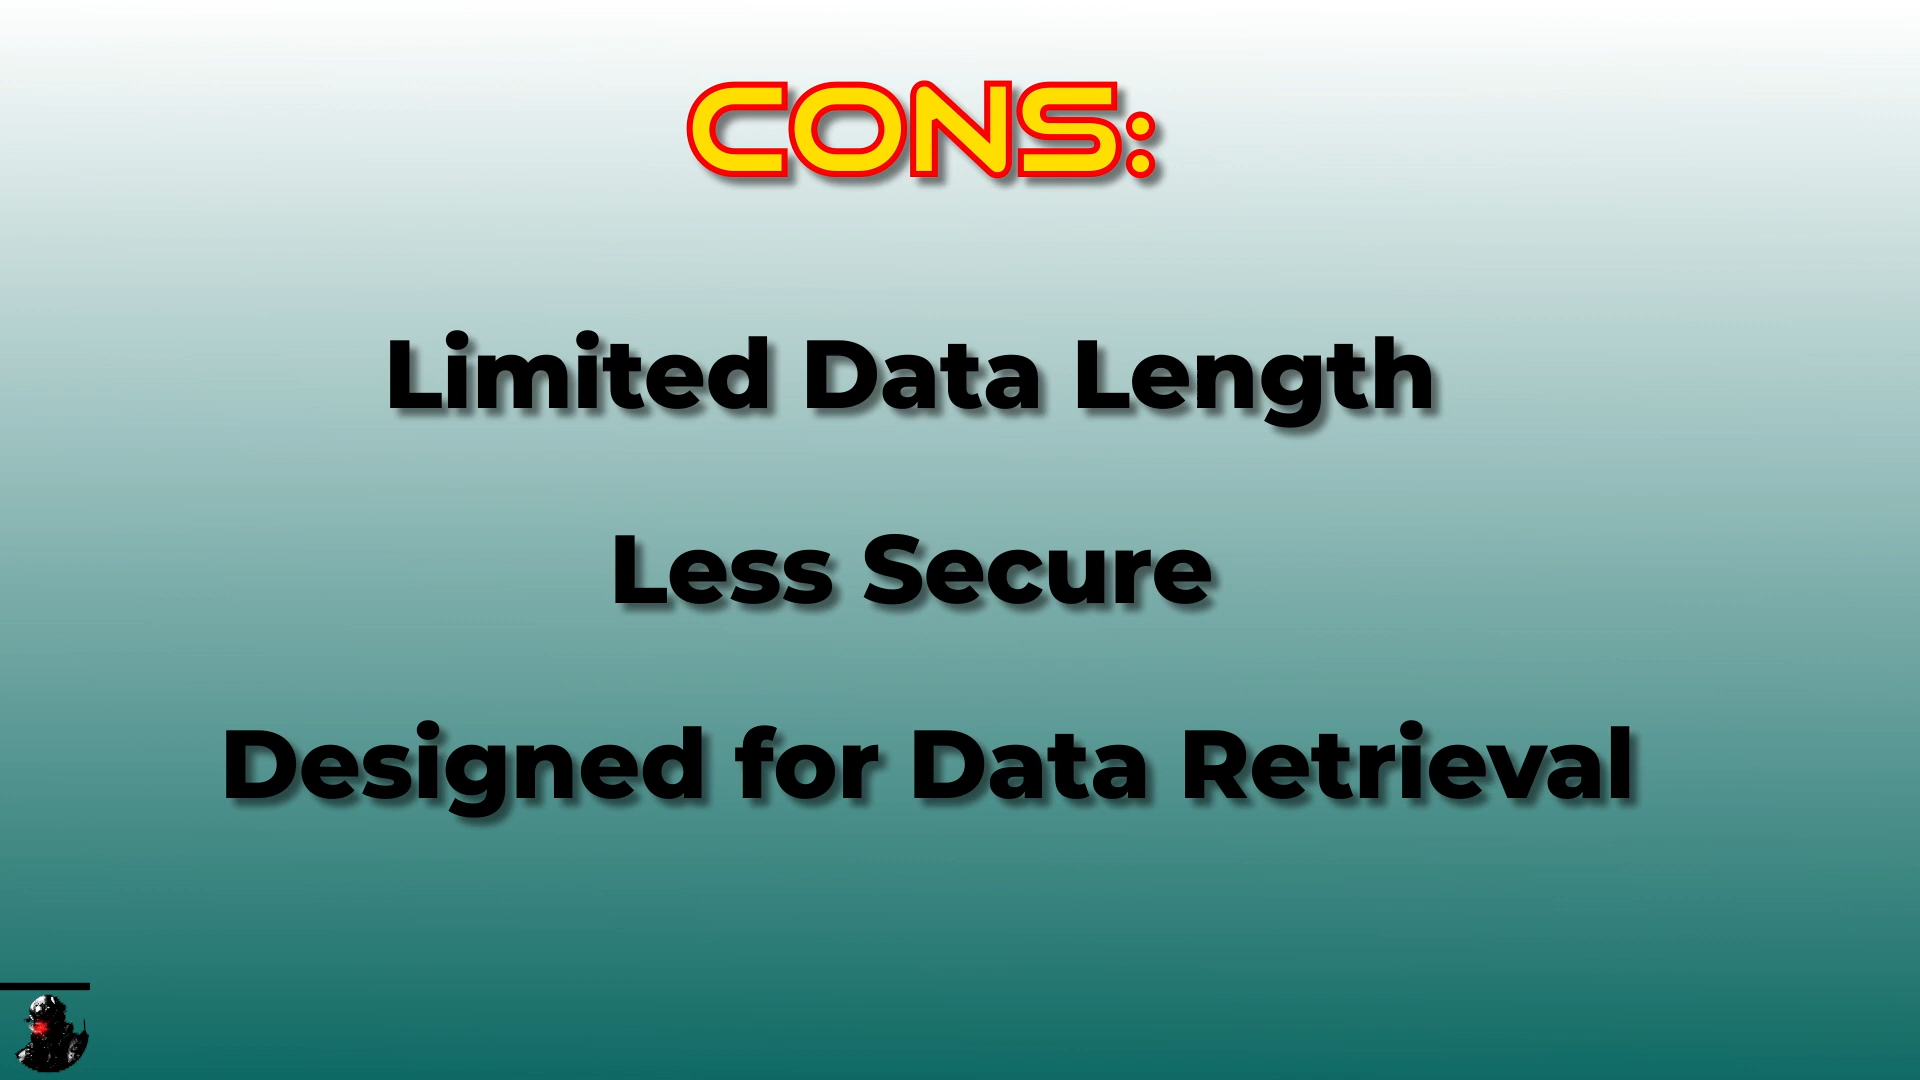 CONS:
Limited Data Length
Less Secure
Designed for Data Retrieval